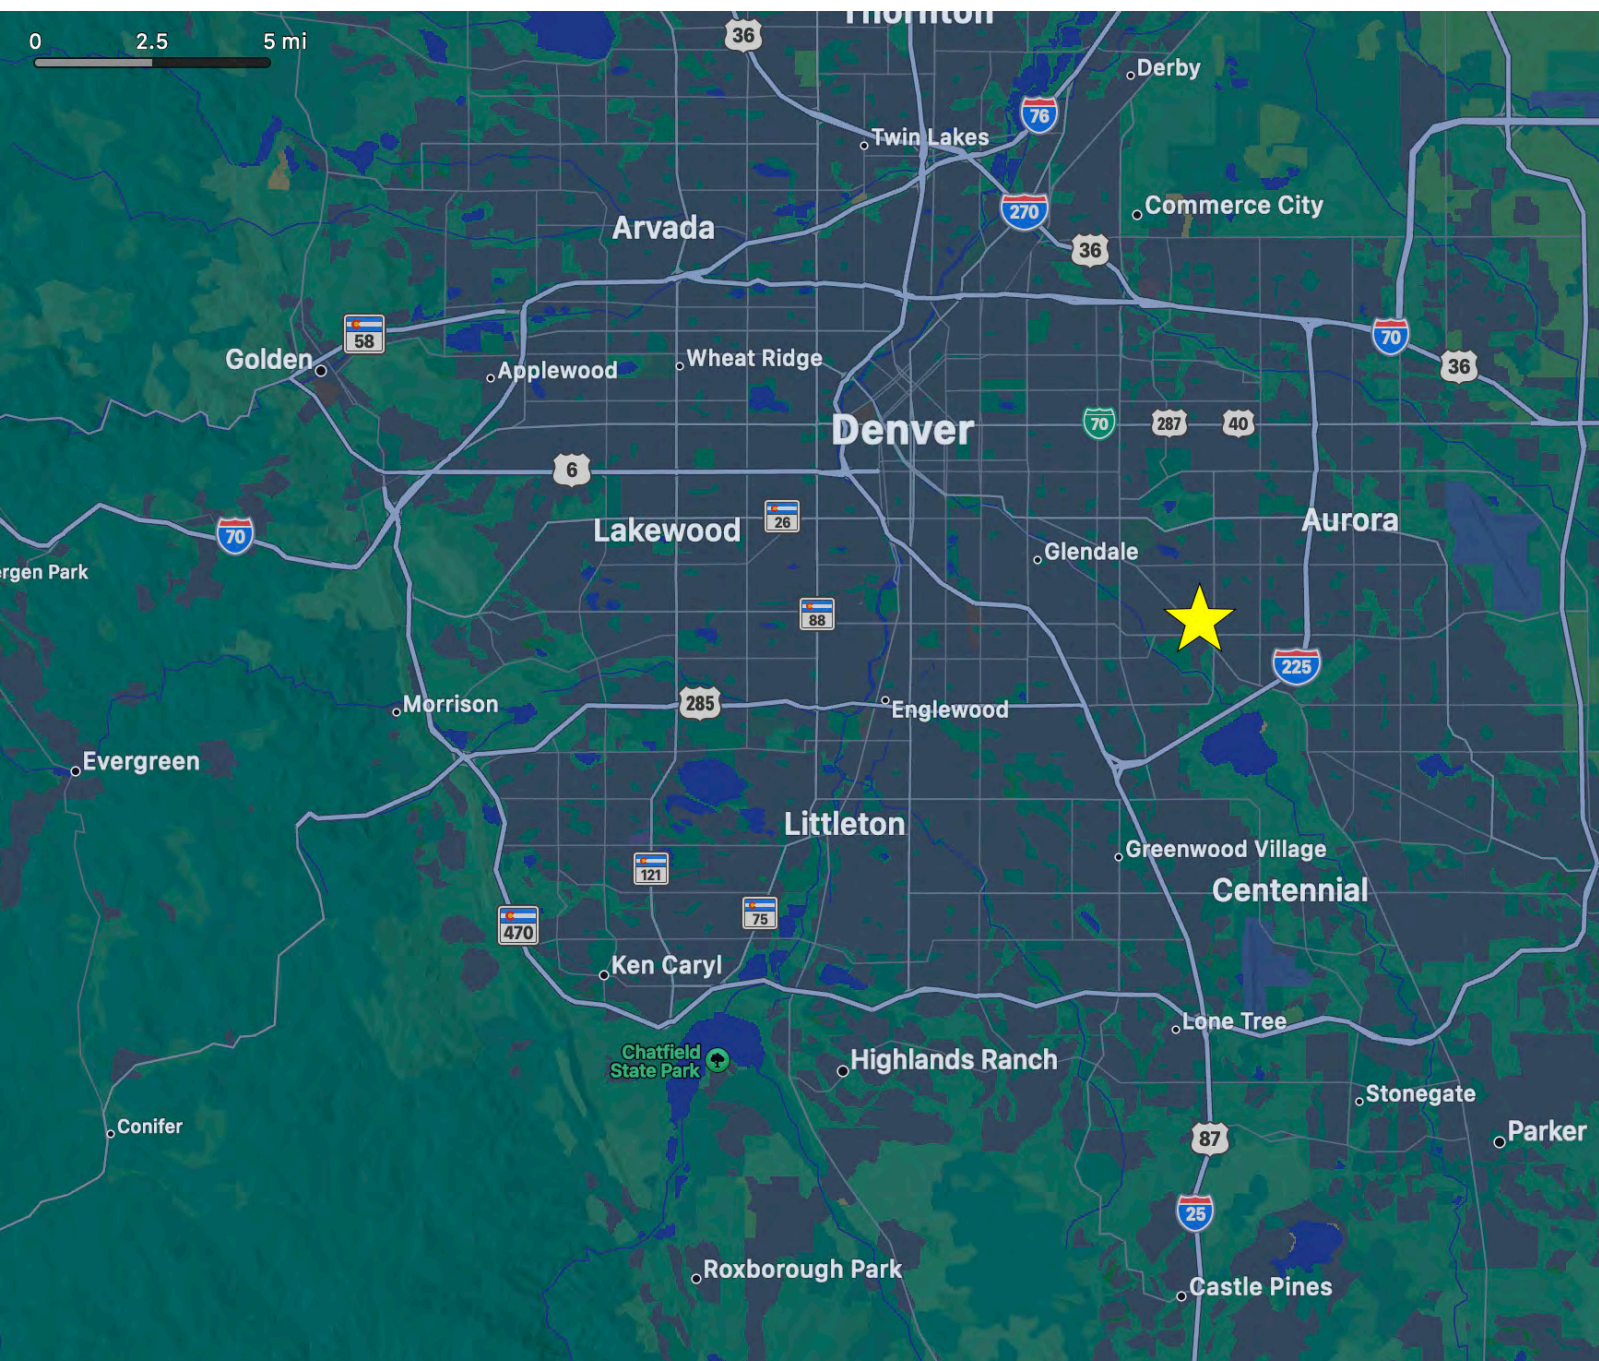 Thornton
0 2.5 5 mi
36
Derby
76
Twin Lakes
270
Commerce City
Arvada
36
58
70
Golden
Wheat Ridge
36
Applewood
Denver
70
287
40
6
26
Aurora
Lakewood
70
Glendale
ergen Park
88
225
Morrison
285
Englewood
Evergreen
Littleton
Greenwood Village
121
Centennial
75
470
Ken Caryl
Lone Tree
Chatfield
State Park
Highlands Ranch
Stonegate
Conifer
Parker
87
25
Roxborough Park
Castle Pines